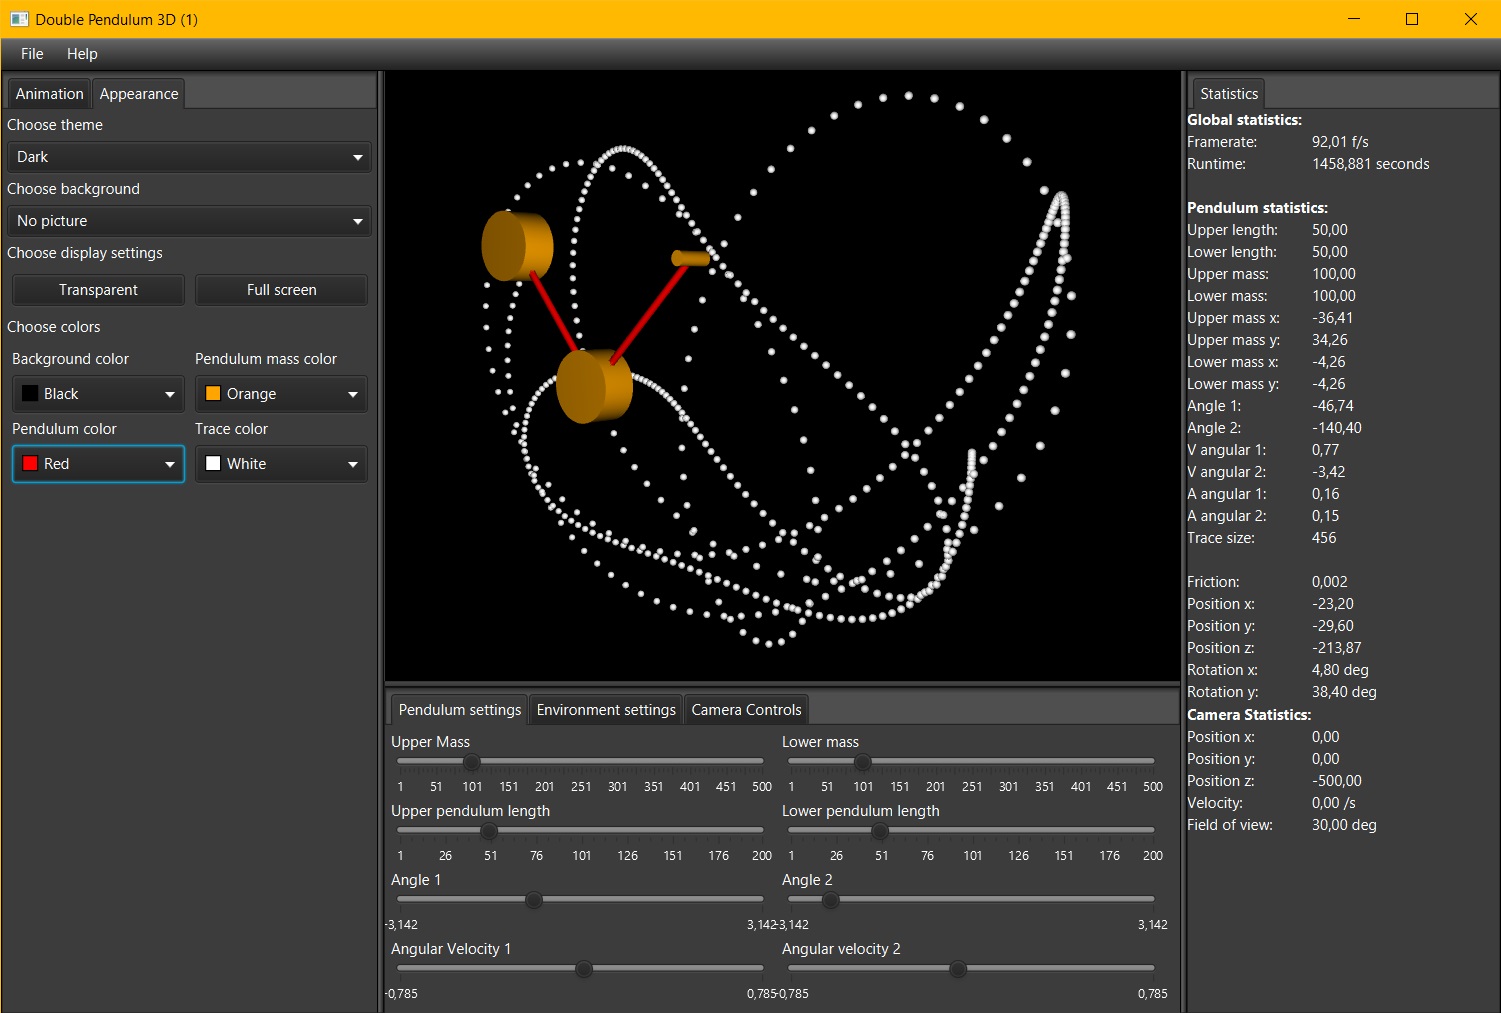 Double Pendulum 3D (1)
File Help
Animation Appearance
Choose theme
Dark
Choose background
No picture
Choose display settings
Transparent Full screen
Choose colors
Background color Pendulum mass color
Black Orange
Pendulum color Trace color
Red White
Pendulum settings Environment settings Camera Controls
Upper Mass
1 51 101 151 201 251 301 351 401 451 500
Lower mass
1 51 101 151 201 251 301 351 401 451 500
Upper pendulum length
1 26 51 76 101 126 151 176 200
Lower pendulum length
1 26 51 76 101 126 151 176 200
Angle 1
-3,142 3,142
Angle 2
-3,142 3,142
Angular Velocity 1
-0,785 0,785
Angular velocity 2
-0,785 0,785
Statistics
Global statistics:
Framerate: 92,01 f/s
Runtime: 1458,881 seconds
Pendulum statistics:
Upper length: 50,00
Lower length: 50,00
Upper mass: 100,00
Lower mass: 100,00
Upper mass x: -36,41
Upper mass y: 34,26
Lower mass x: -4,26
Lower mass y: -4,26
Angle 1: -46,74
Angle 2: -140,40
V angular 1: 0,77
V angular 2: -3,42
A angular 1: 0,16
A angular 2: 0,15
Trace size: 456
Friction: 0,002
Position x: -23,20
Position y: -29,60
Position z: -213,87
Rotation x: 4,80 deg
Rotation y: 38,40 deg
Camera Statistics:
Position x: 0,00
Position y: 0,00
Position z: -500,00
Velocity: 0,00 /s
Field of view: 30,00 deg